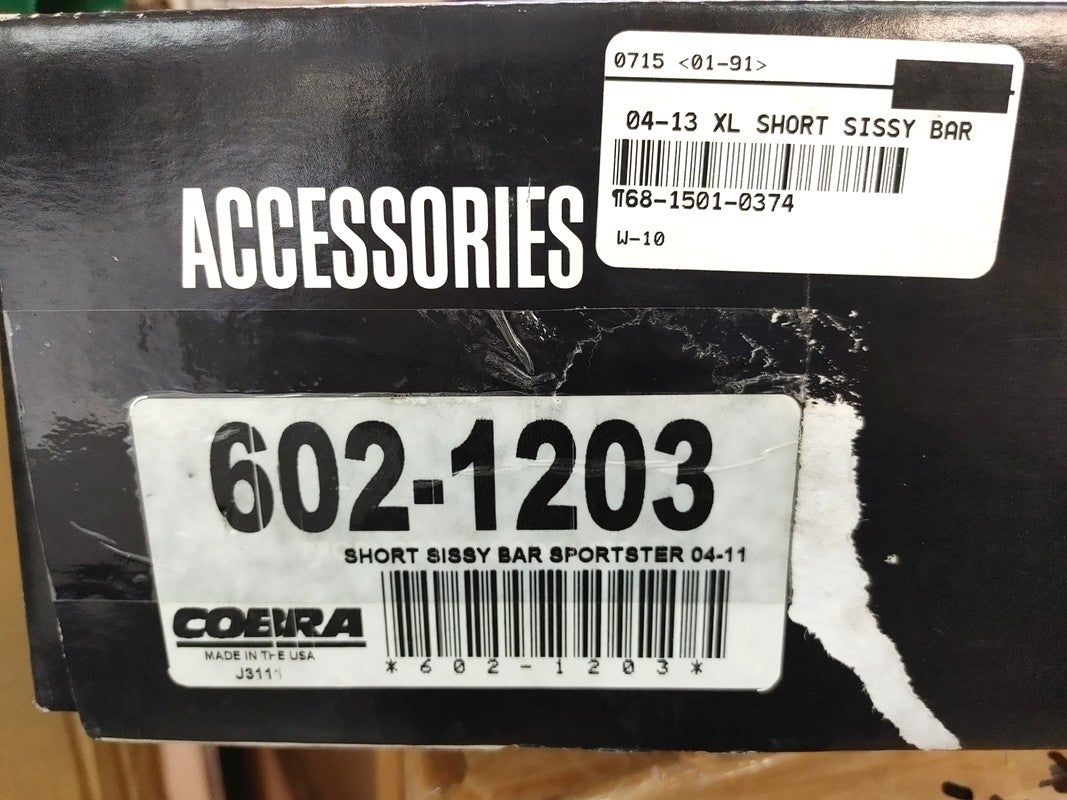 0715 <01-91>
04-13 XL SHORT SISSY BAR
¶68-1501-0374
W-10
ACCESSORIES
602-1203
SHORT SISSY BAR SPORTSTER 04-11
COBRA
MADE IN THE USA
*602-1203*